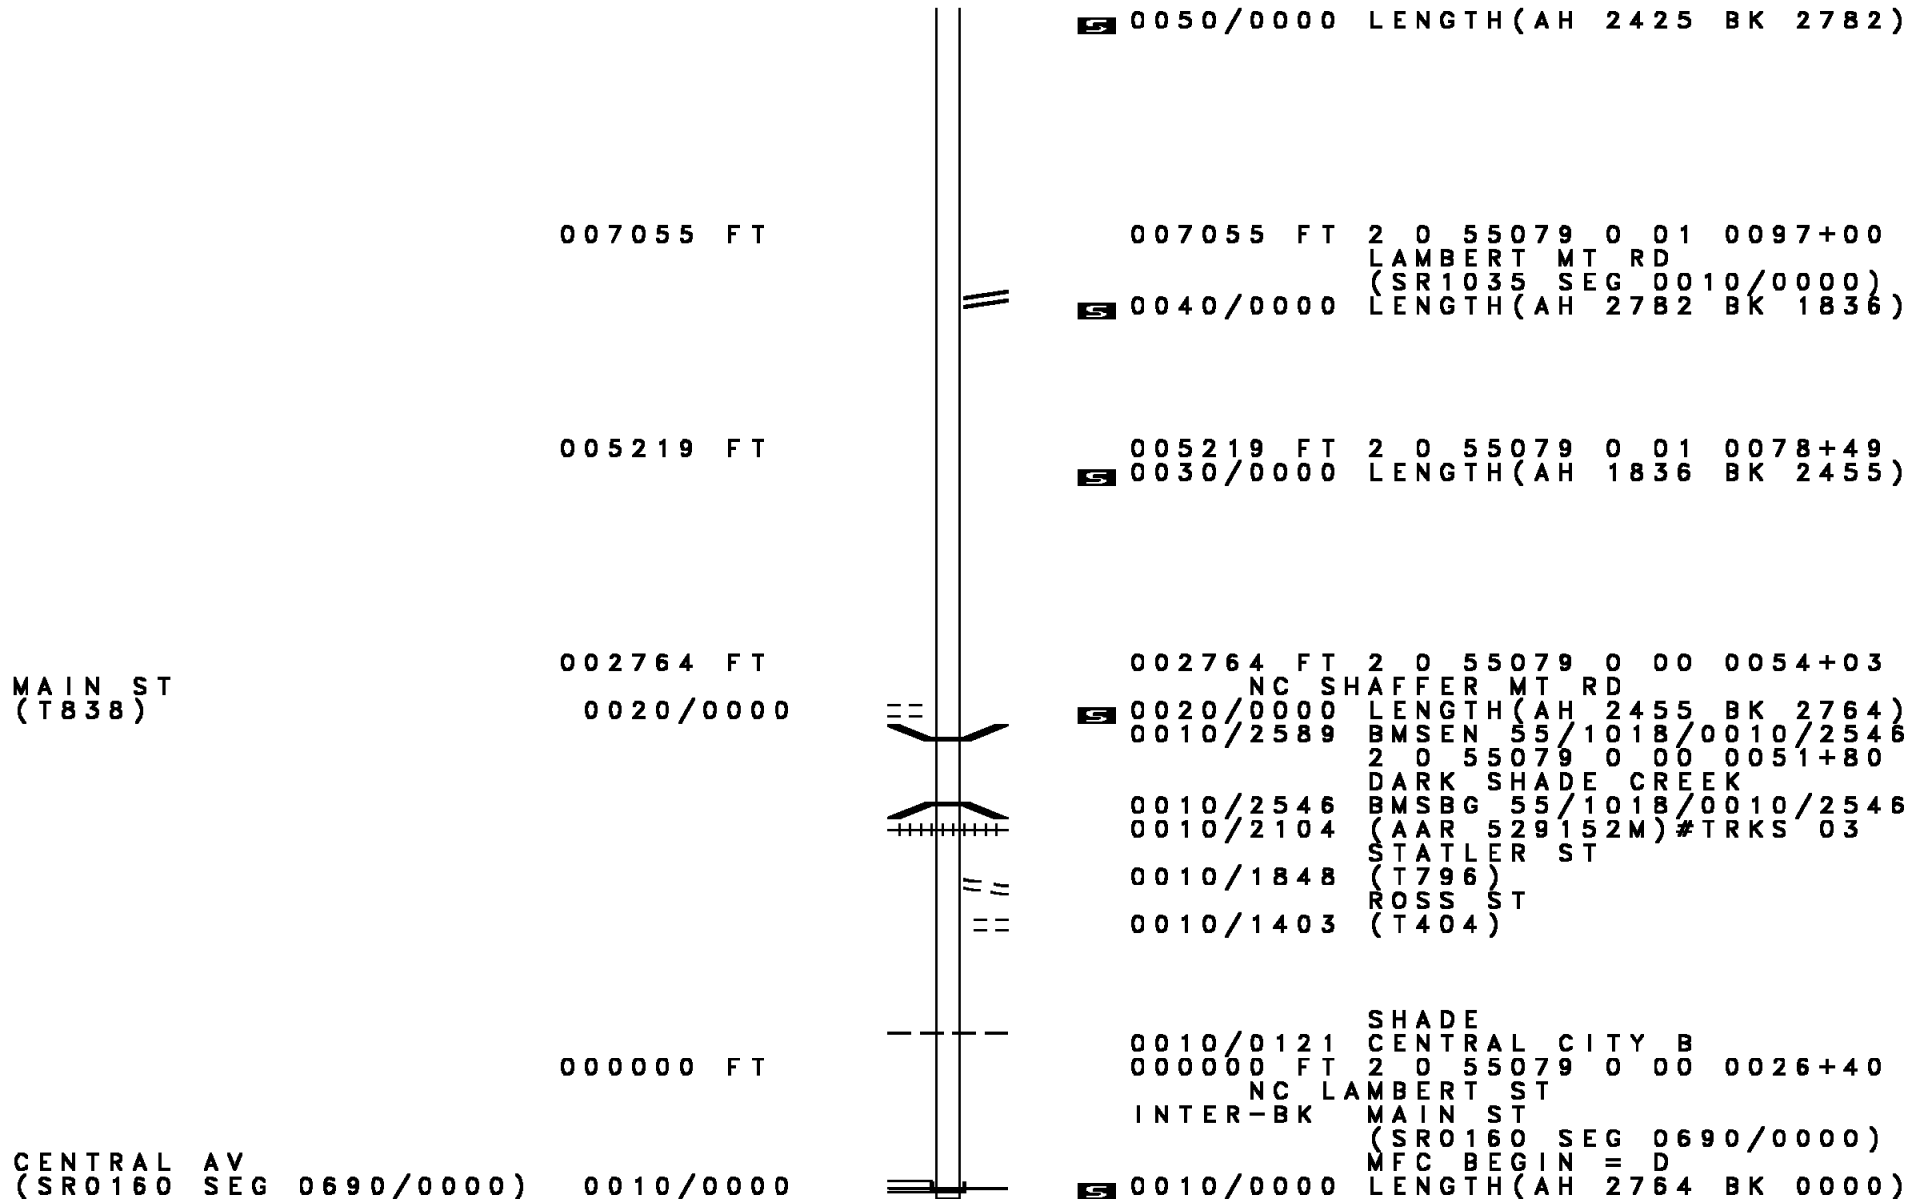 S 0050/0000 LENGTH(AH 2425 BK 2782)
007055 FT 007055 FT 2 0 55079 0 01 0097+00
LAMBERT MT RD
(SR1035 SEG 0010/0000)
S 0040/0000 LENGTH(AH 2782 BK 1836)
005219 FT 005219 FT 2 0 55079 0 01 0078+49
S 0030/0000 LENGTH(AH 1836 BK 2455)
002764 FT 002764 FT 2 0 55079 0 00 0054+03
MAIN ST NC SHAFFER MT RD
(T838) 0020/0000 S 0020/0000 LENGTH(AH 2455 BK 2764)
0010/2589 BMSEN 55/1018/0010/2546
2 0 55079 0 00 0051+80
DARK SHADE CREEK
0010/2546 BMSBG 55/1018/0010/2546
0010/2104 (AAR 529152M)#TRKS 03
STATLER ST
0010/1848 (T796)
ROSS ST
0010/1403 (T404)
SHADE
0010/0121 CENTRAL CITY B
000000 FT 000000 FT 2 0 55079 0 00 0026+40
NC LAMBERT ST
INTER-BK MAIN ST
(SR0160 SEG 0690/0000)
CENTRAL AV MFC BEGIN = D
(SR0160 SEG 0690/0000) 0010/0000 S 0010/0000 LENGTH(AH 2764 BK 0000)